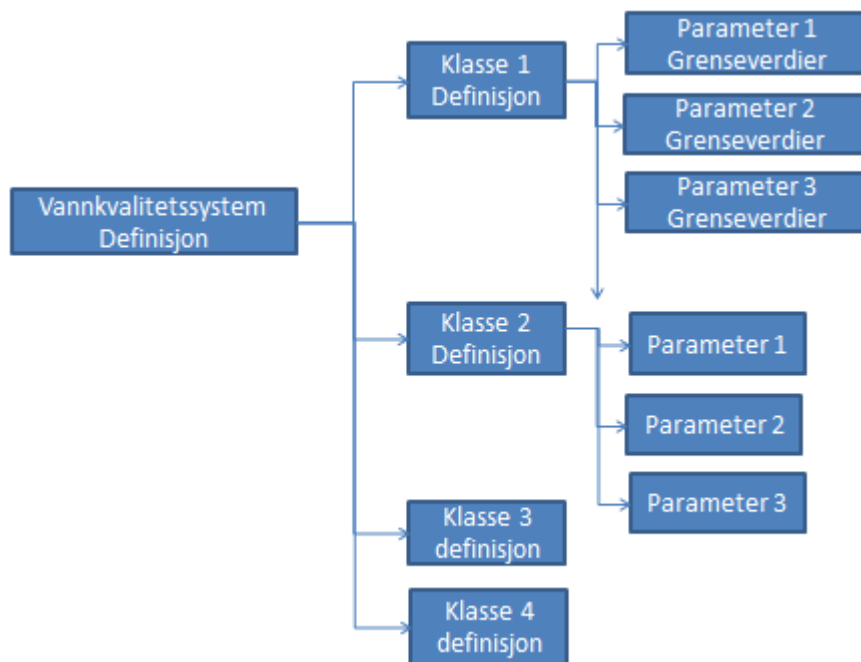 Vannkvalitetssystem
Definisjon
Klasse 1
Definisjon
Parameter 1
Grenseverdier
Parameter 2
Grenseverdier
Parameter 3
Grenseverdier
Klasse 2
Definisjon
Parameter 1
Parameter 2
Parameter 3
Klasse 3
definisjon
Klasse 4
definisjon